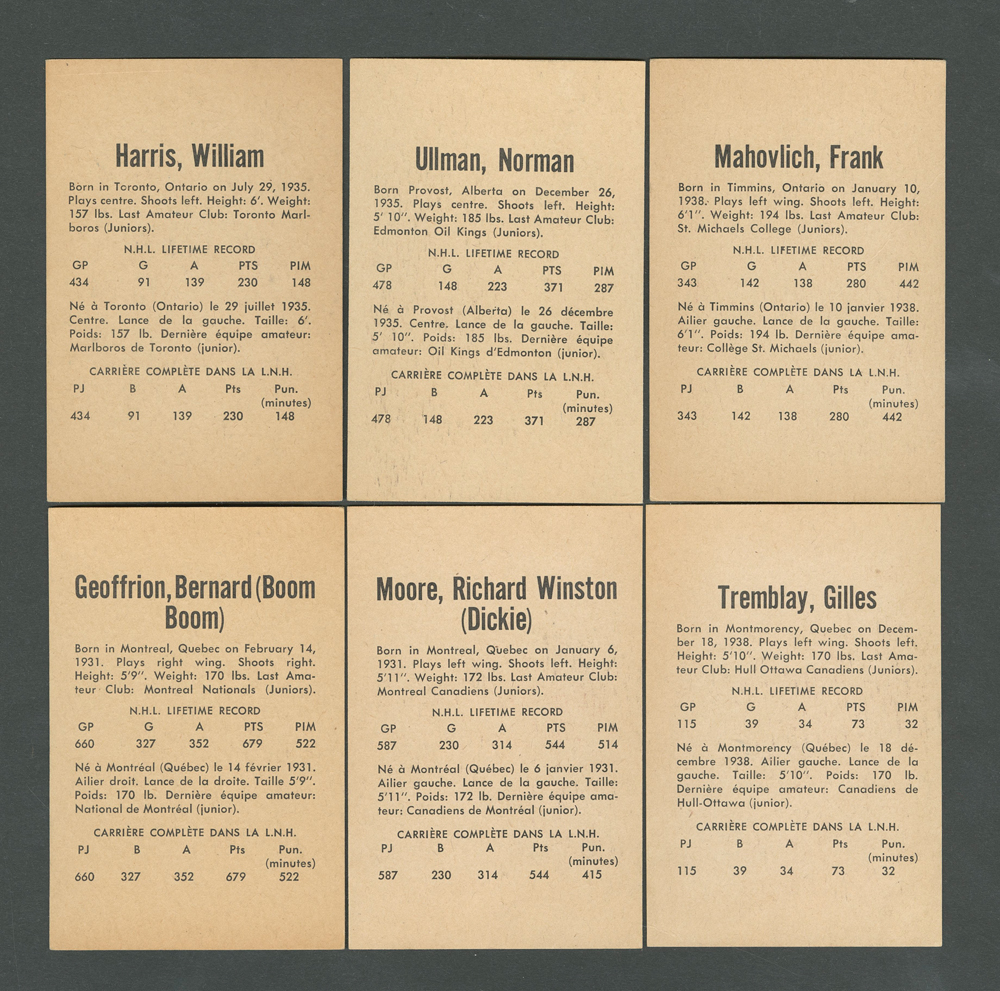 Harris, William
Born in Toronto, Ontario on July 29, 1935.
Plays centre. Shoots left. Height: 6'. Weight:
157 lbs. Last Amateur Club: Toronto Marl-
boros (Juniors).
N.H.L. LIFETIME RECORD
GP G A PTS PIM
434 91 139 230 148
Né à Toronto (Ontario) le 29 juillet 1935.
Centre. Lance de la gauche. Taille: 6'.
Poids: 157 lb. Dernière équipe amateur:
Marlboros de Toronto (junior).
CARRIÈRE COMPLÈTE DANS LA L.N.H.
PJ B A Pts Pun.
(minutes)
434 91 139 230 148
Ullman, Norman
Born Provost, Alberta on December 26,
1935. Plays centre. Shoots left. Height:
5' 10". Weight: 185 lbs. Last Amateur Club:
Edmonton Oil Kings (Juniors).
N.H.L. LIFETIME RECORD
GP G A PTS PIM
478 148 223 371 287
Né à Provost (Alberta) le 26 décembre
1935. Centre. Lance de la gauche. Taille:
5' 10". Poids: 185 lbs. Dernière équipe
amateur: Oil Kings d'Edmonton (junior).
CARRIÈRE COMPLÈTE DANS LA L.N.H.
PJ B A Pts Pun.
(minutes)
478 148 223 371 287
Mahovlich, Frank
Born in Timmins, Ontario on January 10,
1938. Plays left wing. Shoots left. Height:
6'1". Weight: 194 lbs. Last Amateur Club:
St. Michaels College (Juniors).
N.H.L. LIFETIME RECORD
GP G A PTS PIM
343 142 138 280 442
Né à Timmins (Ontario) le 10 janvier 1938.
Ailier gauche. Lance de la gauche. Taille:
6'1". Poids: 194 lb. Dernière équipe ama-
teur: Collège St. Michaels (junior).
CARRIÈRE COMPLÈTE DANS LA L.N.H.
PJ B A Pts Pun.
(minutes)
343 142 138 280 442
Geoffrion, Bernard (Boom
Boom)
Born in Montreal, Quebec on February 14,
1931. Plays right wing. Shoots right.
Height: 5'9". Weight: 170 lbs. Last Ama-
teur Club: Montreal Nationals (Juniors).
N.H.L. LIFETIME RECORD
GP G A PTS PIM
660 327 352 679 522
Né à Montréal (Québec) le 14 février 1931.
Ailier droit. Lance de la droite. Taille 5'9".
Poids: 170 lb. Dernière équipe amateur:
National de Montréal (junior).
CARRIÈRE COMPLÈTE DANS LA L.N.H.
PJ B A Pts Pun.
(minutes)
660 327 352 679 522
Moore, Richard Winston
(Dickie)
Born in Montreal, Quebec on January 6,
1931. Plays left wing. Shoots left. Height:
5'11". Weight: 172 lbs. Last Amateur Club:
Montreal Canadiens (Juniors).
N.H.L. LIFETIME RECORD
GP G A PTS PIM
587 230 314 544 514
Né à Montréal (Québec) le 6 janvier 1931.
Ailier gauche. Lance de la gauche. Taille:
5'11". Poids: 172 lb. Dernière équipe ama-
teur: Canadiens de Montréal (junior).
CARRIÈRE COMPLÈTE DANS LA L.N.H.
PJ B A Pts Pun.
(minutes)
587 230 314 544 415
Tremblay, Gilles
Born in Montmorency, Quebec on Decem-
ber 18, 1938. Plays left wing. Shoots left.
Height: 5'10". Weight: 170 lbs. Last Ama-
teur Club: Hull Ottawa Canadiens (Juniors).
N.H.L. LIFETIME RECORD
GP G A PTS PIM
115 39 34 73 32
Né à Montmorency (Québec) le 18 dé-
cembre 1938. Ailier gauche. Lance de la
gauche. Taille: 5'10". Poids: 170 lb.
Dernière équipe amateur: Canadiens de
Hull-Ottawa (junior).
CARRIÈRE COMPLÈTE DANS LA L.N.H.
PJ B A Pts Pun.
(minutes)
115 39 34 73 32